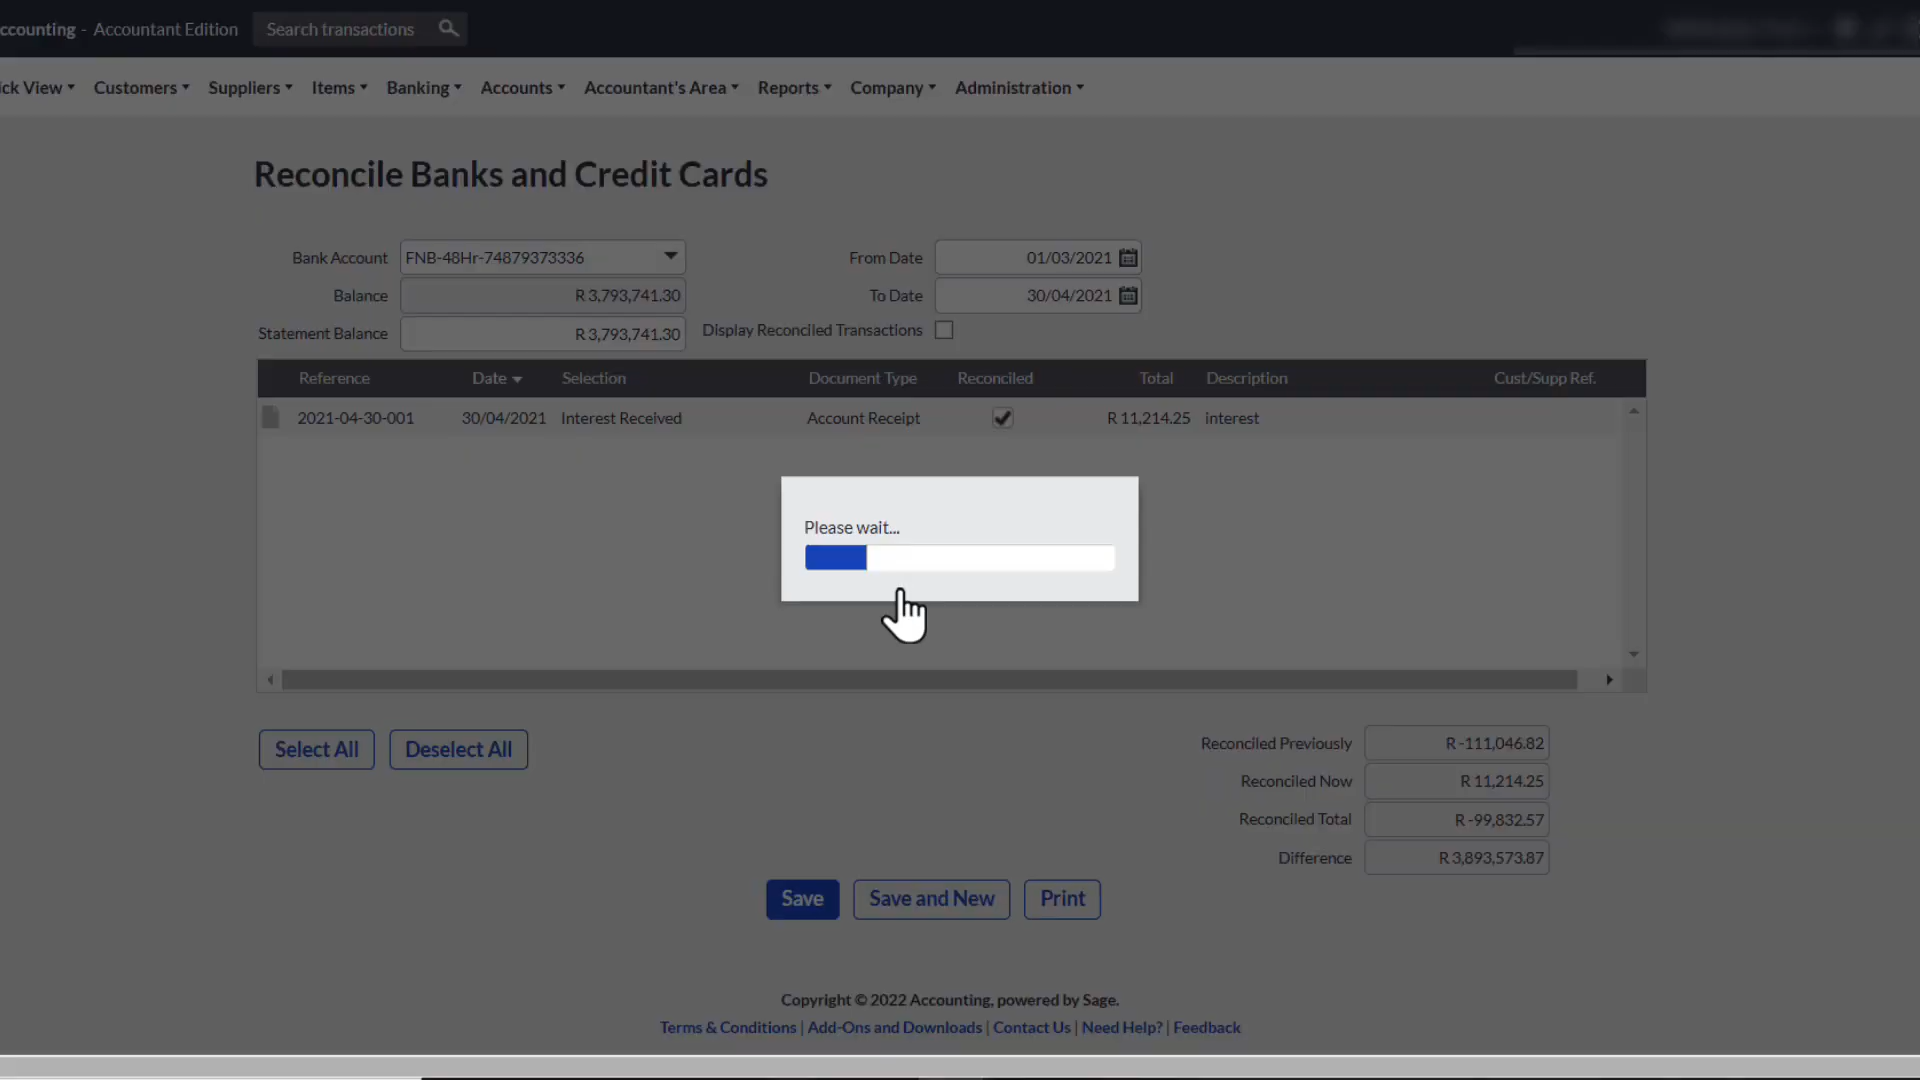 ccounting - Accountant Edition Search transactions
ick View Customers Suppliers Items Banking Accounts Accountant's Area Reports Company Administration
Reconcile Banks and Credit Cards
Bank Account FNB-48Hr-74879373336 From Date 01/03/2021
Balance R 3,793,741.30 To Date 30/04/2021
Statement Balance R 3,793,741.30 Display Reconciled Transactions
Reference Date Selection Document Type Reconciled Total Description Cust/Supp Ref.
2021-04-30-001 30/04/2021 Interest Received Account Receipt R 11,214.25 interest
Please wait...
Select All Deselect All
Reconciled Previously R -111,046.82
Reconciled Now R 11,214.25
Reconciled Total R -99,832.57
Difference R 3,893,573.87
Save Save and New Print
Copyright © 2022 Accounting, powered by Sage.
Terms & Conditions | Add-Ons and Downloads | Contact Us | Need Help? | Feedback